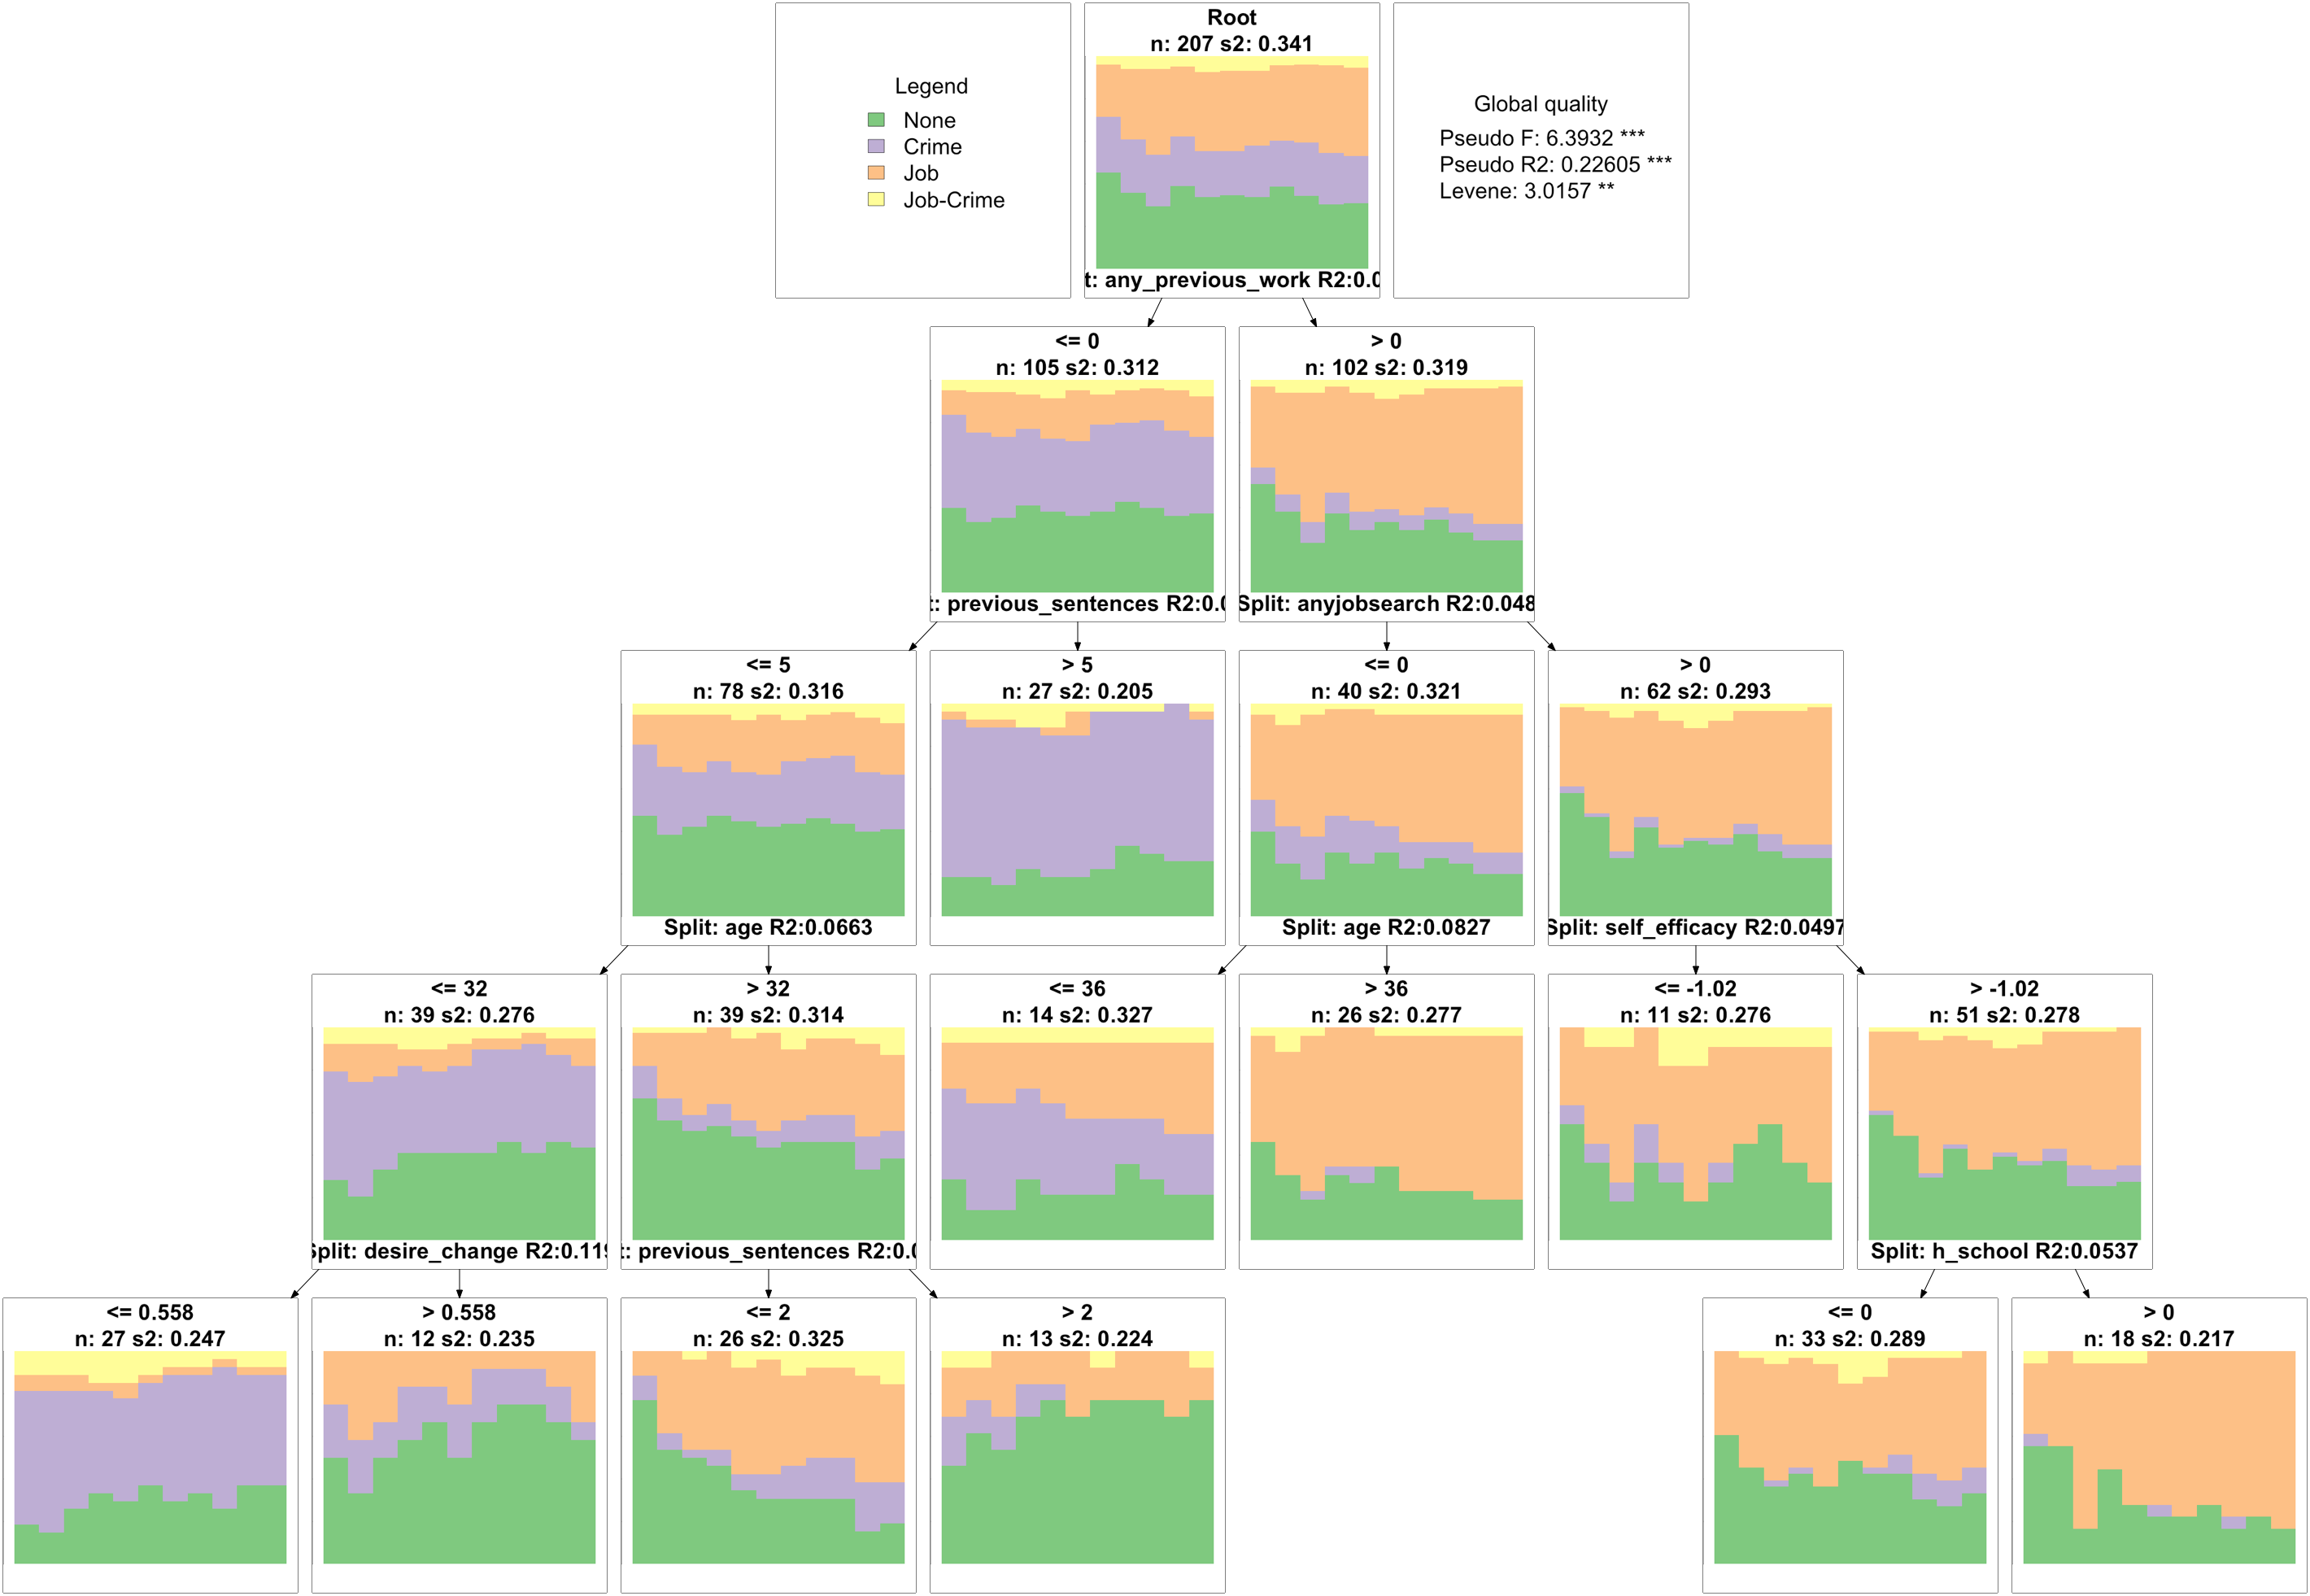 Legend
None
Crime
Job
Job-Crime
Root
n: 207 s2: 0.341
t: any_previous_work R2:0.0
Global quality
Pseudo F: 6.3932 ***
Pseudo R2: 0.22605 ***
Levene: 3.0157 **
<= 0
n: 105 s2: 0.312
t: previous_sentences R2:0.0
> 0
n: 102 s2: 0.319
Split: anyjobsearch R2:0.048
<= 5
n: 78 s2: 0.316
Split: age R2:0.0663
> 5
n: 27 s2: 0.205
<= 0
n: 40 s2: 0.321
Split: age R2:0.0827
> 0
n: 62 s2: 0.293
Split: self_efficacy R2:0.0497
<= 32
n: 39 s2: 0.276
Split: desire_change R2:0.119
> 32
n: 39 s2: 0.314
t: previous_sentences R2:0.0
<= 36
n: 14 s2: 0.327
> 36
n: 26 s2: 0.277
<= -1.02
n: 11 s2: 0.276
> -1.02
n: 51 s2: 0.278
Split: h_school R2:0.0537
<= 0.558
n: 27 s2: 0.247
> 0.558
n: 12 s2: 0.235
<= 2
n: 26 s2: 0.325
> 2
n: 13 s2: 0.224
<= 0
n: 33 s2: 0.289
> 0
n: 18 s2: 0.217